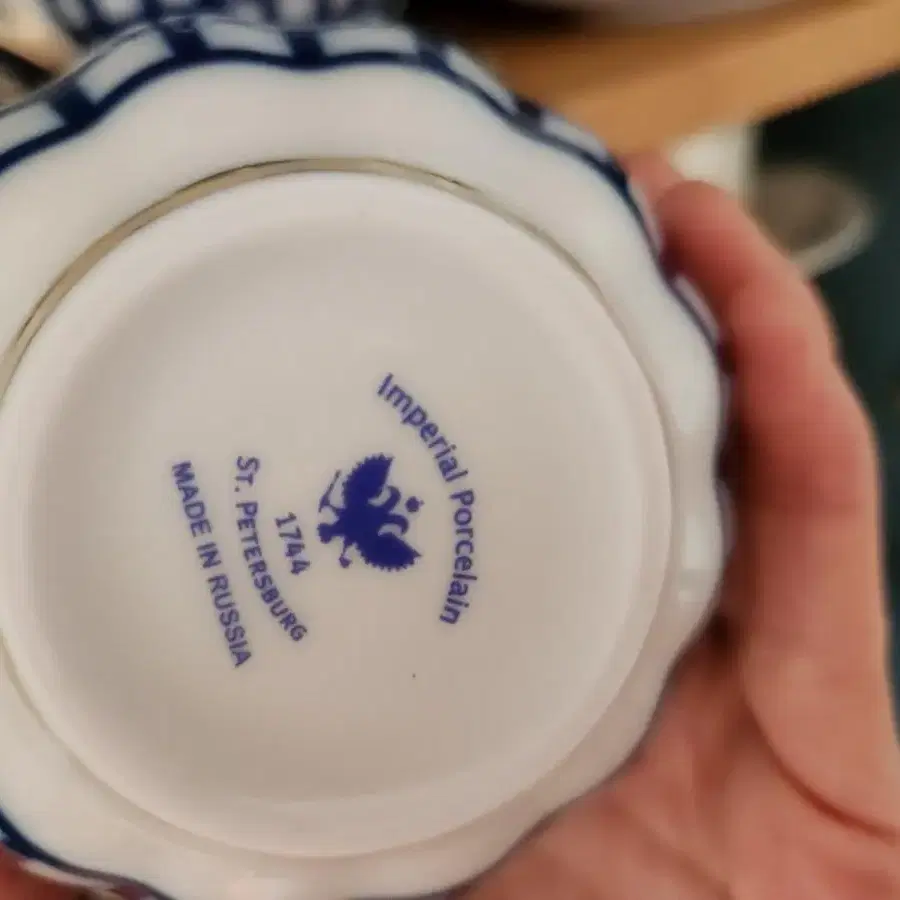 Imperial Porcelain
1744
ST. PETERSBURG
MADE IN RUSSIA